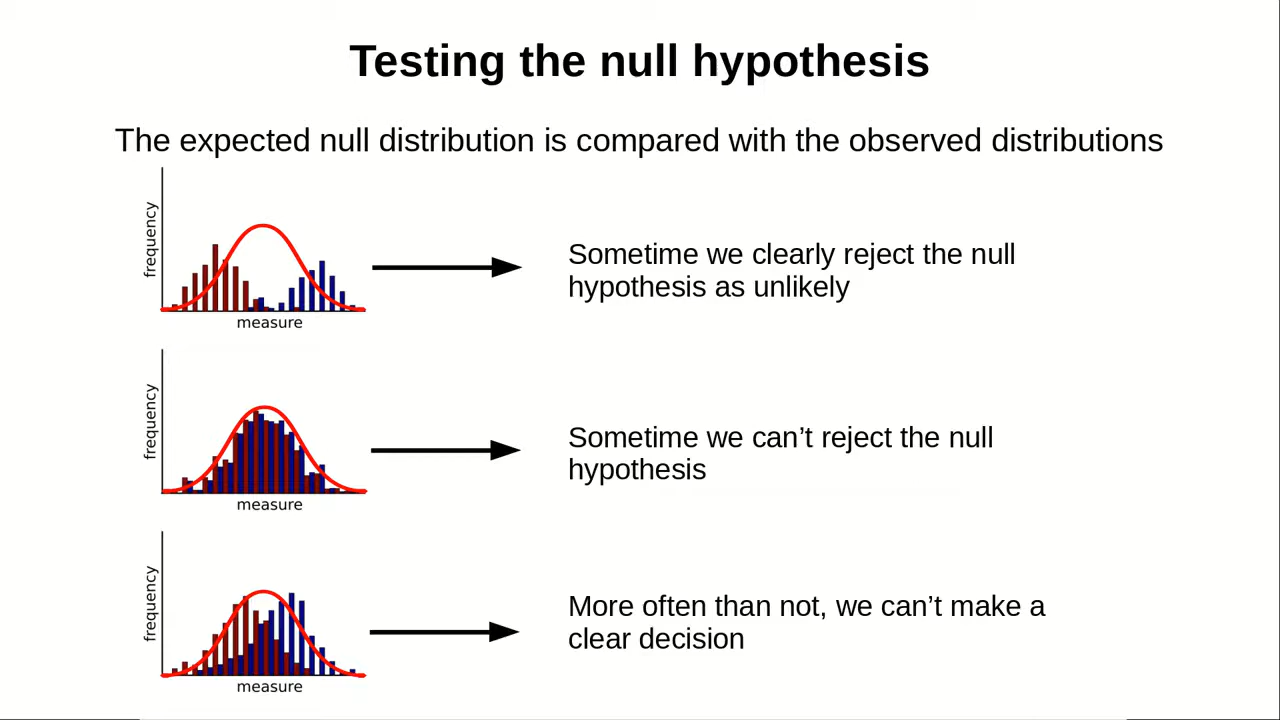 Testing the null hypothesis
The expected null distribution is compared with the observed distributions
frequency
measure
Sometime we clearly reject the null
hypothesis as unlikely
frequency
measure
Sometime we can’t reject the null
hypothesis
frequency
measure
More often than not, we can’t make a
clear decision